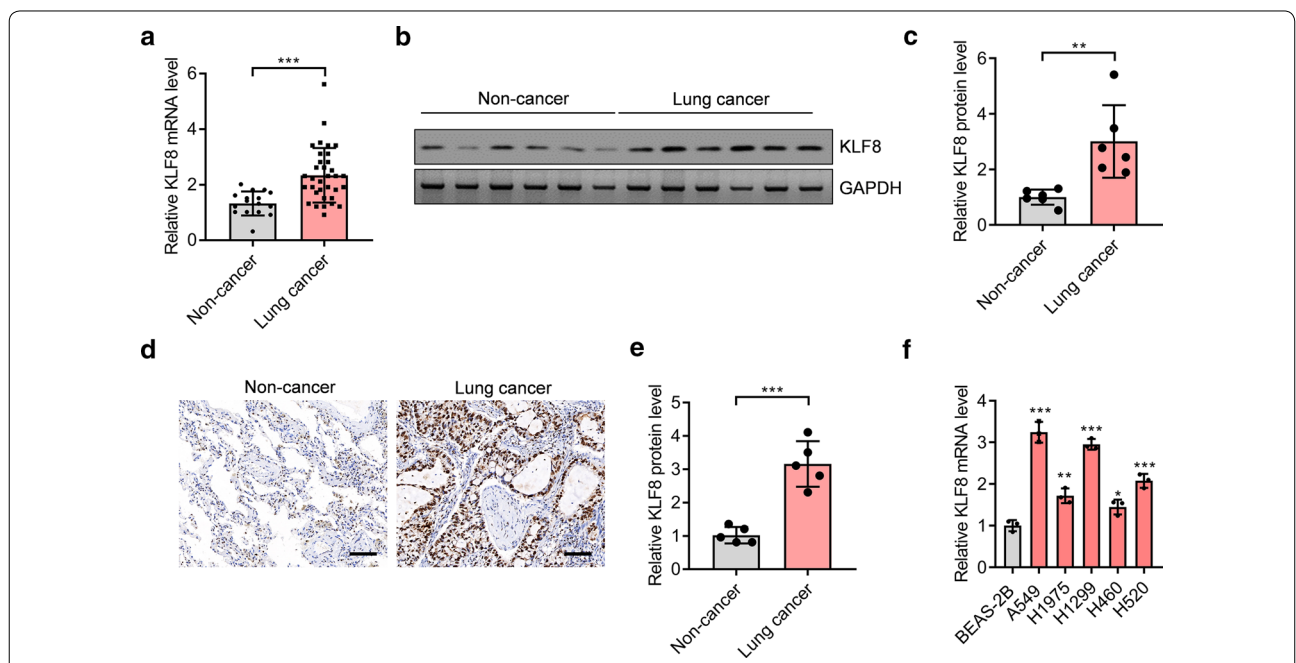 a
Relative KLF8 mRNA level
6
4
2
0
***
Non-cancer
Lung cancer
b
Non-cancer
Lung cancer
KLF8
GAPDH
c
Relative KLF8 protein level
6
4
2
0
**
Non-cancer
Lung cancer
d
Non-cancer
Lung cancer
e
Relative KLF8 protein level
5
4
3
2
1
0
***
Non-cancer
Lung cancer
f
Relative KLF8 mRNA level
4
3
2
1
0
***
**
***
*
***
BEAS-2B
A549
H1975
H1299
H460
H520